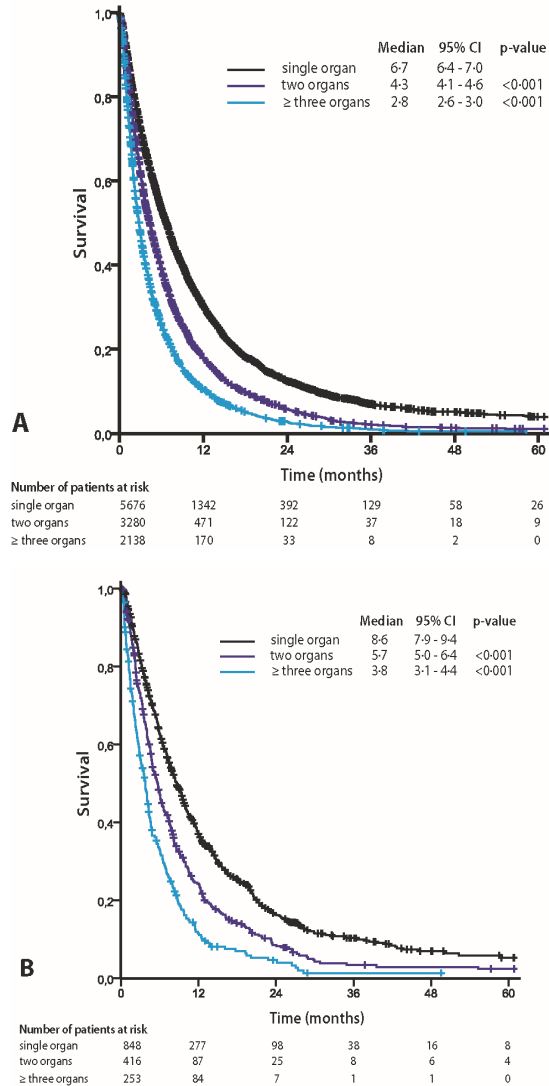 1,0
Median 95% CI p-value
single organ 6·7 6·4 - 7·0
two organs 4·3 4·1 - 4·6 <0·001
≥ three organs 2·8 2·6 - 3·0 <0·001
0,8
0,6
0,4
0,2
0,0
Survival
A
0 12 24 36 48 60
Time (months)
Number of patients at risk
single organ 5676 1342 392 129 58 26
two organs 3280 471 122 37 18 9
≥ three organs 2138 170 33 8 2 0
1,0
Median 95% CI p-value
single organ 8·6 7·9 - 9·4
two organs 5·7 5·0 - 6·4 <0·001
≥ three organs 3·8 3·1 - 4·4 <0·001
0,8
0,6
0,4
0,2
0,0
Survival
B
0 12 24 36 48 60
Time (months)
Number of patients at risk
single organ 848 277 98 38 16 8
two organs 416 87 25 8 6 4
≥ three organs 253 84 7 1 1 0